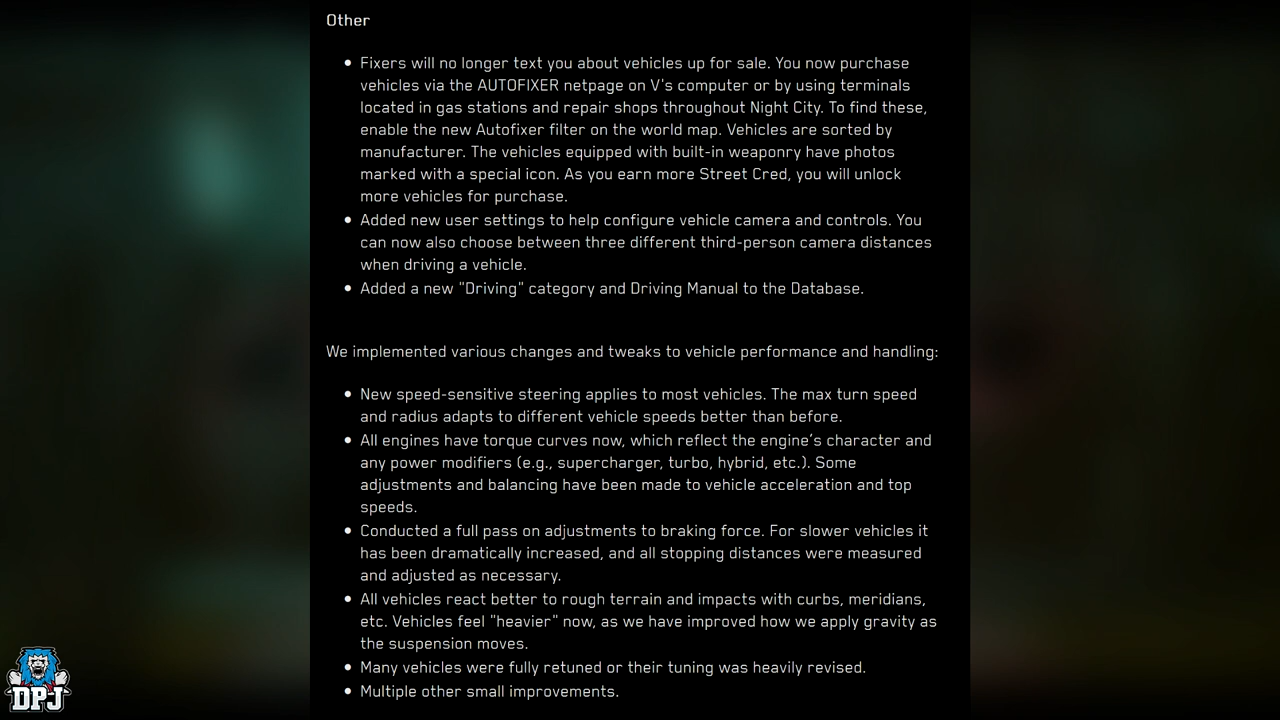 Other
• Fixers will no longer text you about vehicles up for sale. You now purchase
vehicles via the AUTOFIXER netpage on V's computer or by using terminals
located in gas stations and repair shops throughout Night City. To find these,
enable the new Autofixer filter on the world map. Vehicles are sorted by
manufacturer. The vehicles equipped with built-in weaponry have photos
marked with a special icon. As you earn more Street Cred, you will unlock
more vehicles for purchase.
• Added new user settings to help configure vehicle camera and controls. You
can now also choose between three different third-person camera distances
when driving a vehicle.
• Added a new "Driving" category and Driving Manual to the Database.
We implemented various changes and tweaks to vehicle performance and handling:
• New speed-sensitive steering applies to most vehicles. The max turn speed
and radius adapts to different vehicle speeds better than before.
• All engines have torque curves now, which reflect the engine's character and
any power modifiers (e.g., supercharger, turbo, hybrid, etc.). Some
adjustments and balancing have been made to vehicle acceleration and top
speeds.
• Conducted a full pass on adjustments to braking force. For slower vehicles it
has been dramatically increased, and all stopping distances were measured
and adjusted as necessary.
• All vehicles react better to rough terrain and impacts with curbs, meridians,
etc. Vehicles feel "heavier" now, as we have improved how we apply gravity as
the suspension moves.
• Many vehicles were fully retuned or their tuning was heavily revised.
• Multiple other small improvements.
DPJ